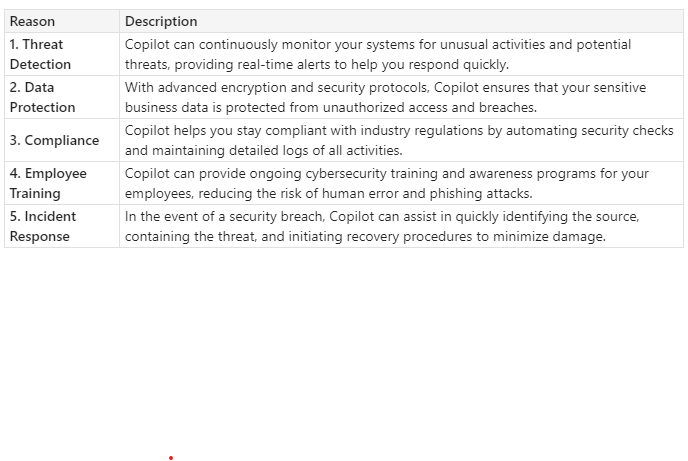 Reason Description
1. Threat Detection
Copilot can continuously monitor your systems for unusual activities and potential
threats, providing real-time alerts to help you respond quickly.
2. Data Protection
With advanced encryption and security protocols, Copilot ensures that your sensitive
business data is protected from unauthorized access and breaches.
3. Compliance
Copilot helps you stay compliant with industry regulations by automating security checks
and maintaining detailed logs of all activities.
4. Employee Training
Copilot can provide ongoing cybersecurity training and awareness programs for your
employees, reducing the risk of human error and phishing attacks.
5. Incident Response
In the event of a security breach, Copilot can assist in quickly identifying the source,
containing the threat, and initiating recovery procedures to minimize damage.